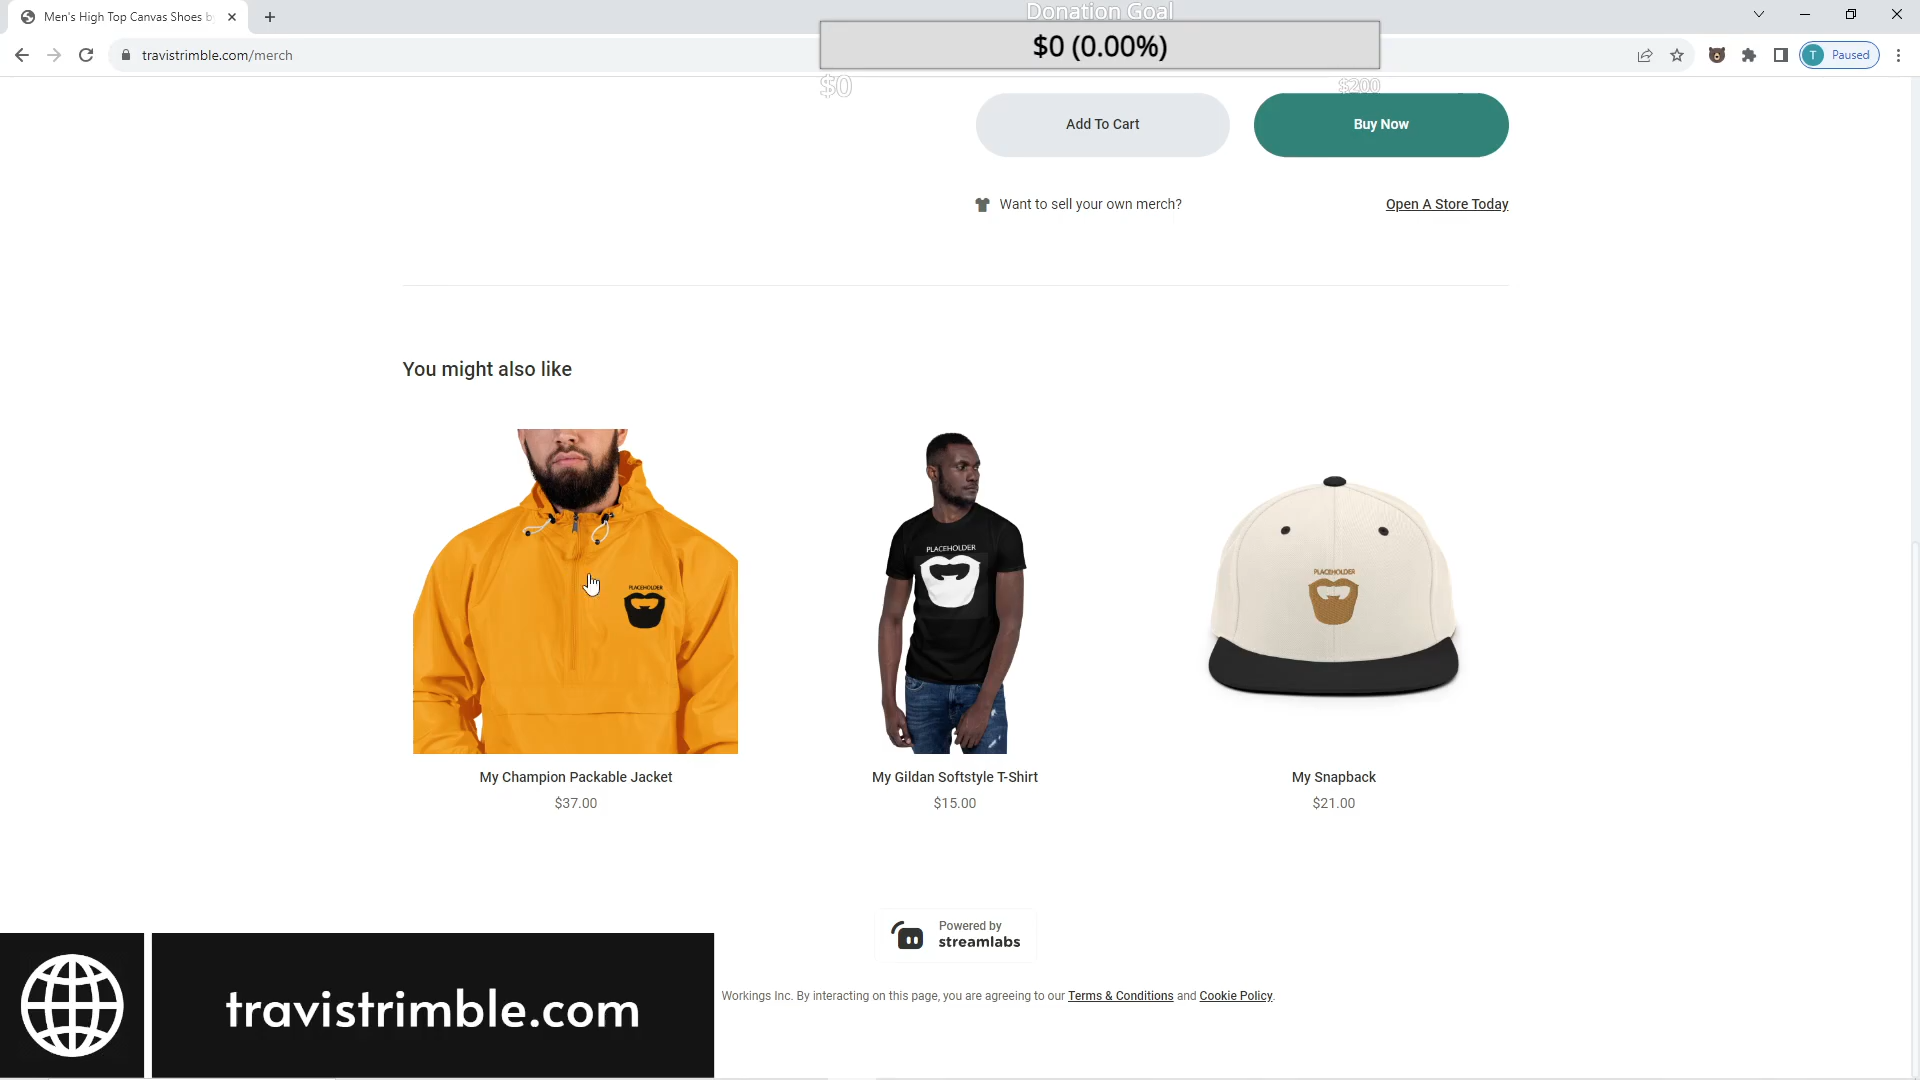 Men's High Top Canvas Shoes b
Donation Goal
$0 (0.00%)
travistrimble.com/merch
T Paused
$0
$200
Add To Cart
Buy Now
Want to sell your own merch?
Open A Store Today
You might also like
PLACEHOLDER
PLACEHOLDER
PLACEHOLDER
My Champion Packable Jacket
My Gildan Softstyle T-Shirt
My Snapback
$37.00
$15.00
$21.00
Powered by
streamlabs
Workings Inc. By interacting on this page, you are agreeing to our Terms & Conditions and Cookie Policy.
travistrimble.com